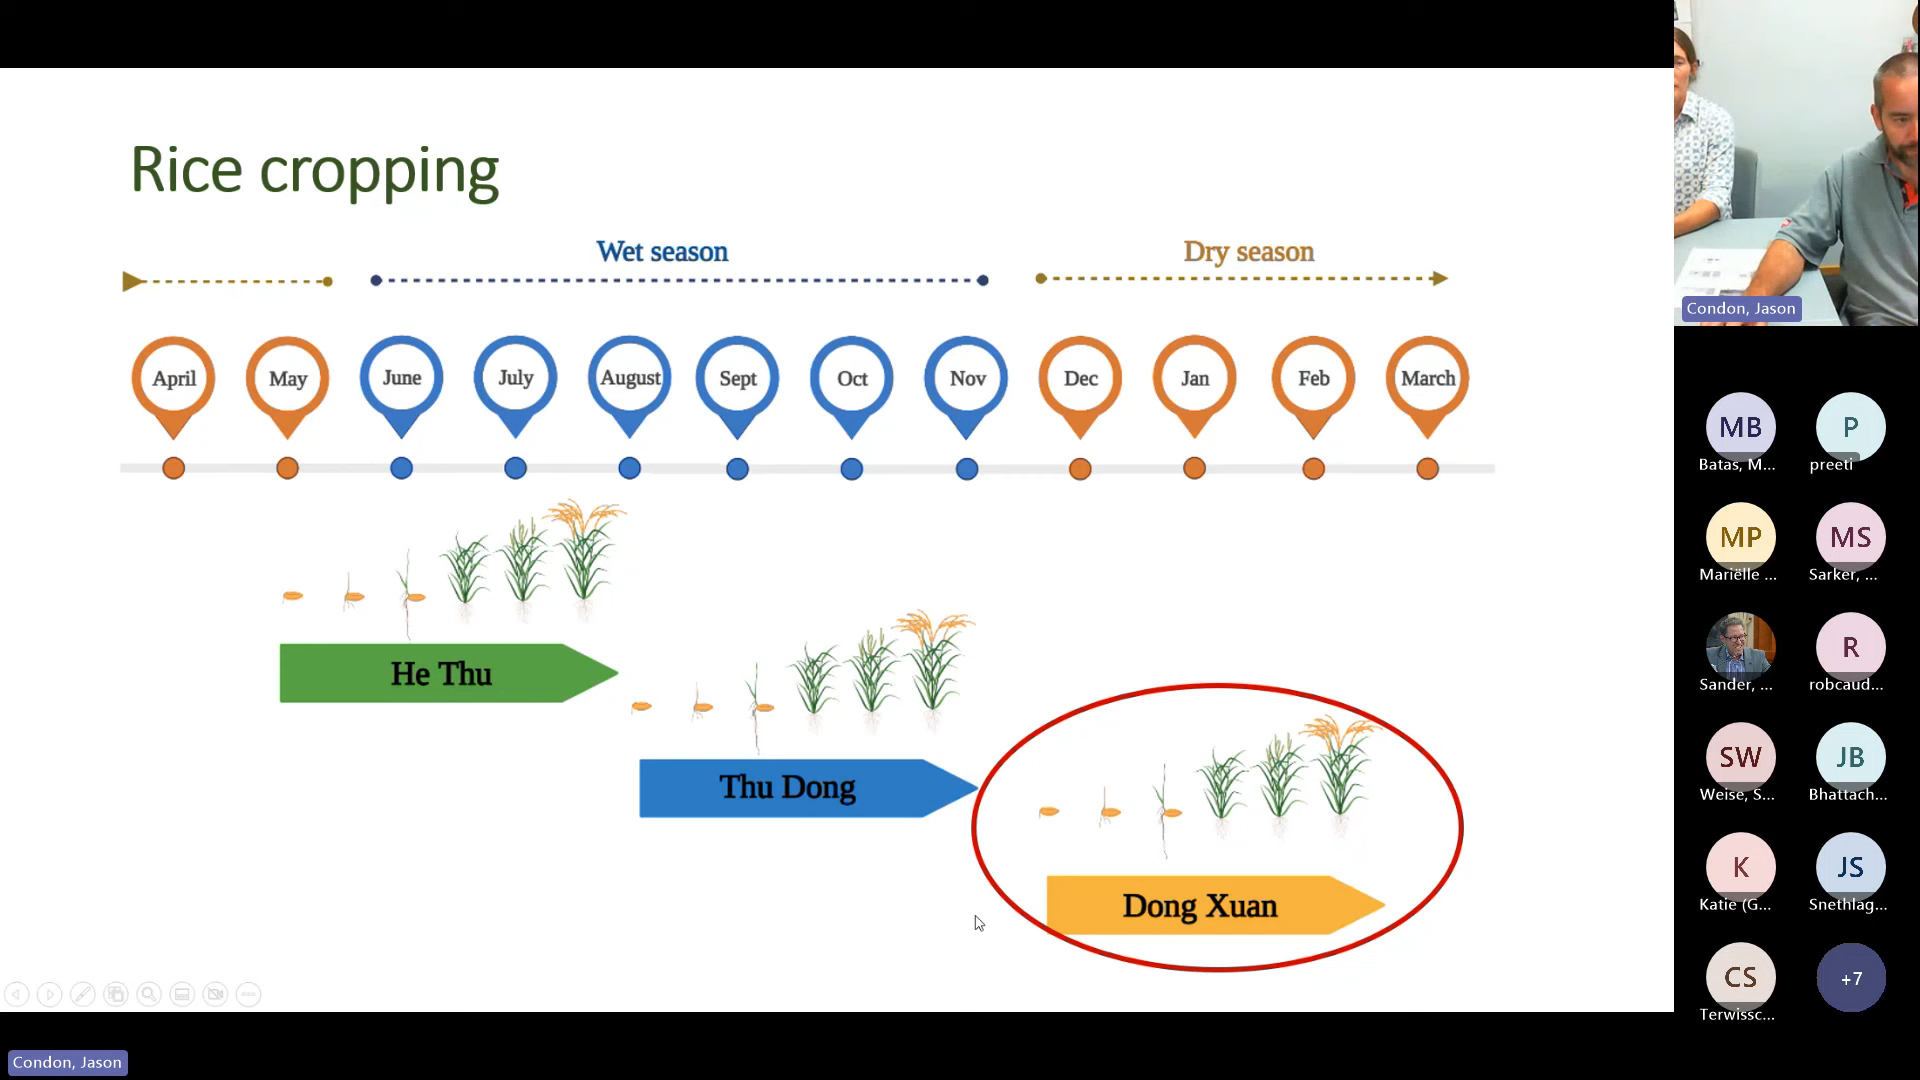 Rice cropping
Wet season
Dry season
April
May
June
July
August
Sept
Oct
Nov
Dec
Jan
Feb
March
He Thu
Thu Dong
Dong Xuan
Condon, Jason
MB
P
Batas, M...
preeti
MP
MS
Mariëlle ...
Sarker, ...
R
Sander, ...
robcaud...
SW
JB
Weise, S...
Bhattach...
K
JS
Katie (G...
Snethlag...
CS
+7
Terwissc...
Condon, Jason